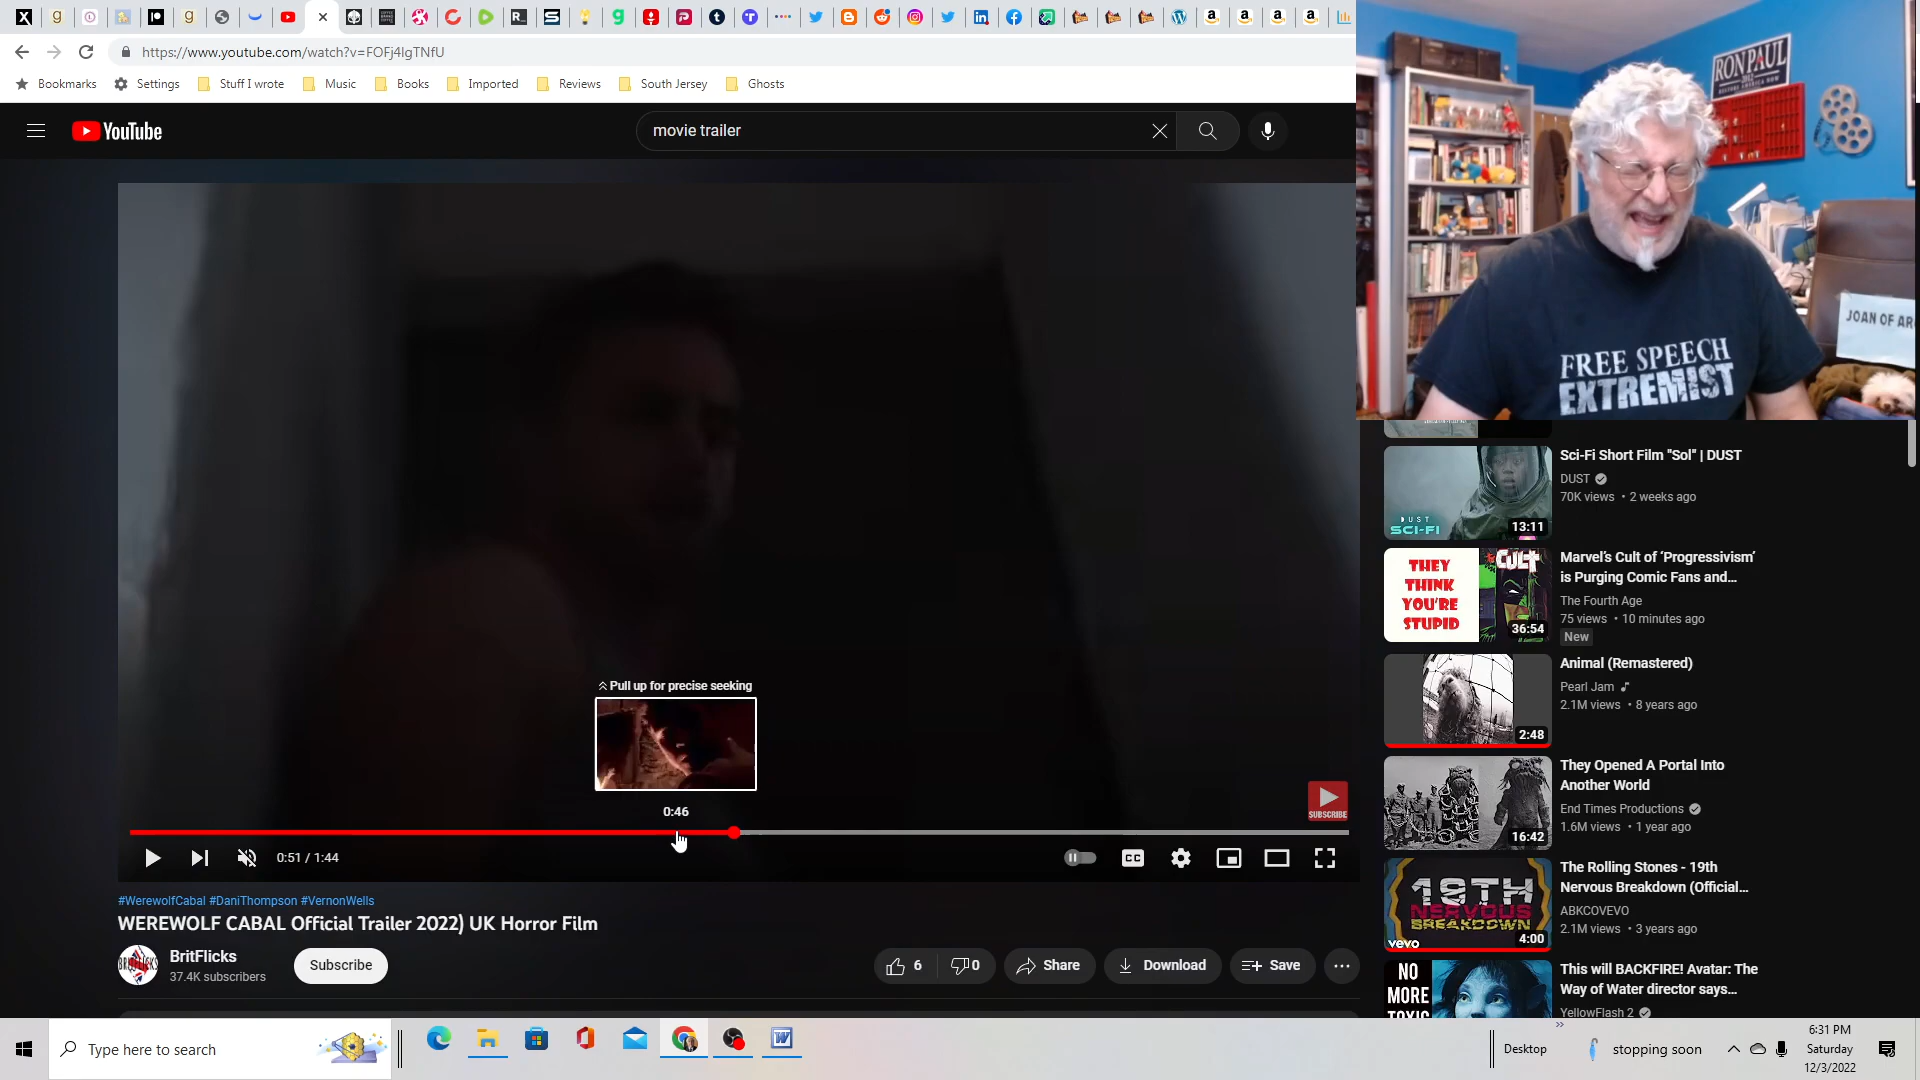 https://www.youtube.com/watch?v=FOFj4lgTNfU
Bookmarks
Settings
Stuff I wrote
Music
Books
Imported
Reviews
South Jersey
Ghosts
YouTube
movie trailer
RON PAUL
JOAN OF AR
FREE SPEECH
EXTREMIST
Pull up for precise seeking
0:46
SUBSCRIBE
0:51 / 1:44
CC
#WerewolfCabal #DaniThompson #VernonWells
WEREWOLF CABAL Official Trailer 2022) UK Horror Film
BRITFLICKS
BritFlicks
37.4K subscribers
Subscribe
6
0
Share
Download
Save
DUST
SCI-FI
13:11
Sci-Fi Short Film "Sol" | DUST
DUST
70K views • 2 weeks ago
THEY
THINK
YOU'RE
STUPID
CULT
36:54
Marvel's Cult of 'Progressivism'
is Purging Comic Fans and...
The Fourth Age
75 views • 10 minutes ago
New
2:48
Animal (Remastered)
Pearl Jam
2.1M views • 8 years ago
16:42
They Opened A Portal Into
Another World
End Times Productions
1.6M views • 1 year ago
19TH
NERVOUS
BREAKDOWN
vevo
4:00
The Rolling Stones - 19th
Nervous Breakdown (Official...
ABKCOVEVO
2.1M views • 3 years ago
NO
MORE
TOXIC
This will BACKFIRE! Avatar: The
Way of Water director says...
YellowFlash 2
Type here to search
Desktop
stopping soon
6:31 PM
Saturday
12/3/2022